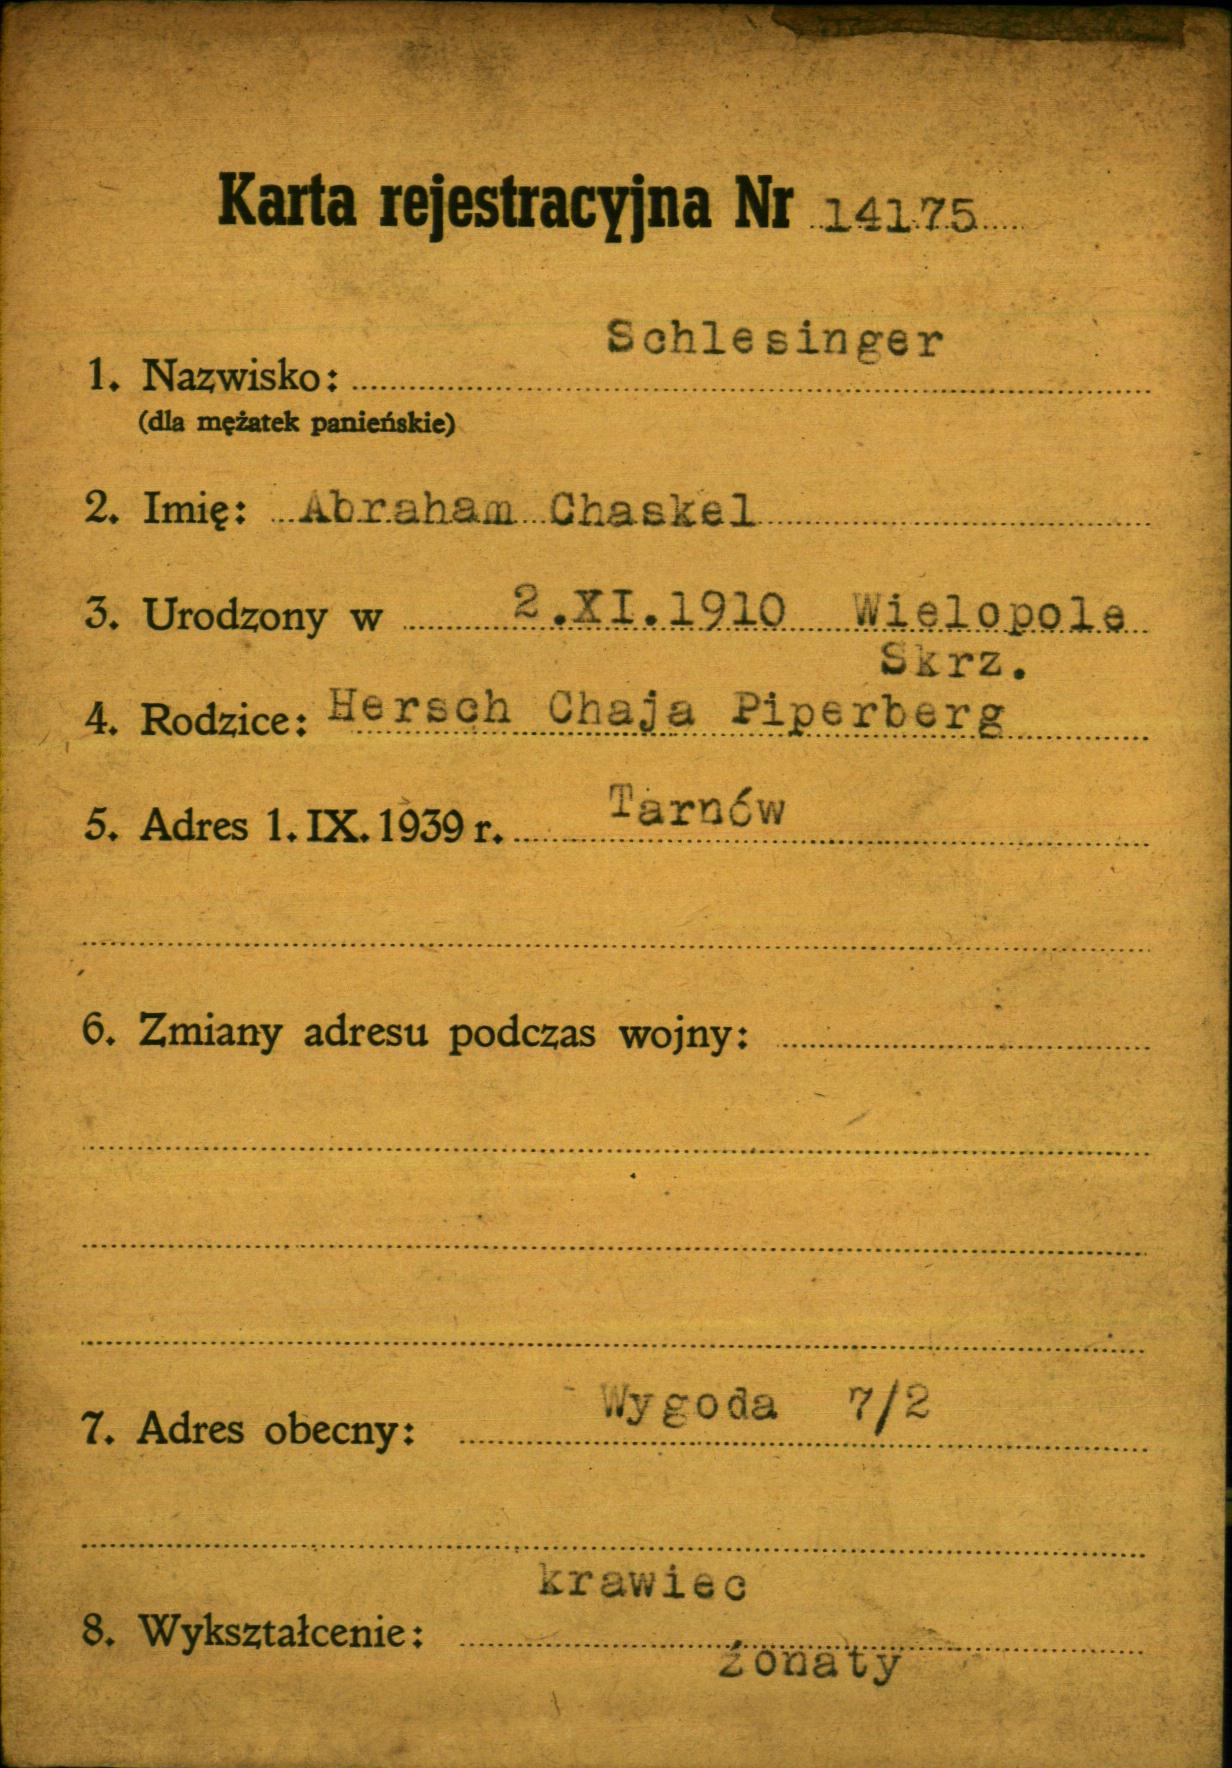 Karta rejestracyjna Nr 14175
Schlesinger
1. Nazwisko:
(dla mężatek panieńskie)
2. Imię: Abraham Chaskel
3. Urodzony w 2.XI.1910 Wielopole
Skrz.
4. Rodzice: Hersch Chaja Piperberg
5. Adres 1. IX. 1939 r. Tarnów
6. Zmiany adresu podczas wojny:
7. Adres obecny: Wygoda 7/2
krawiec
8. Wykształcenie:
żonaty